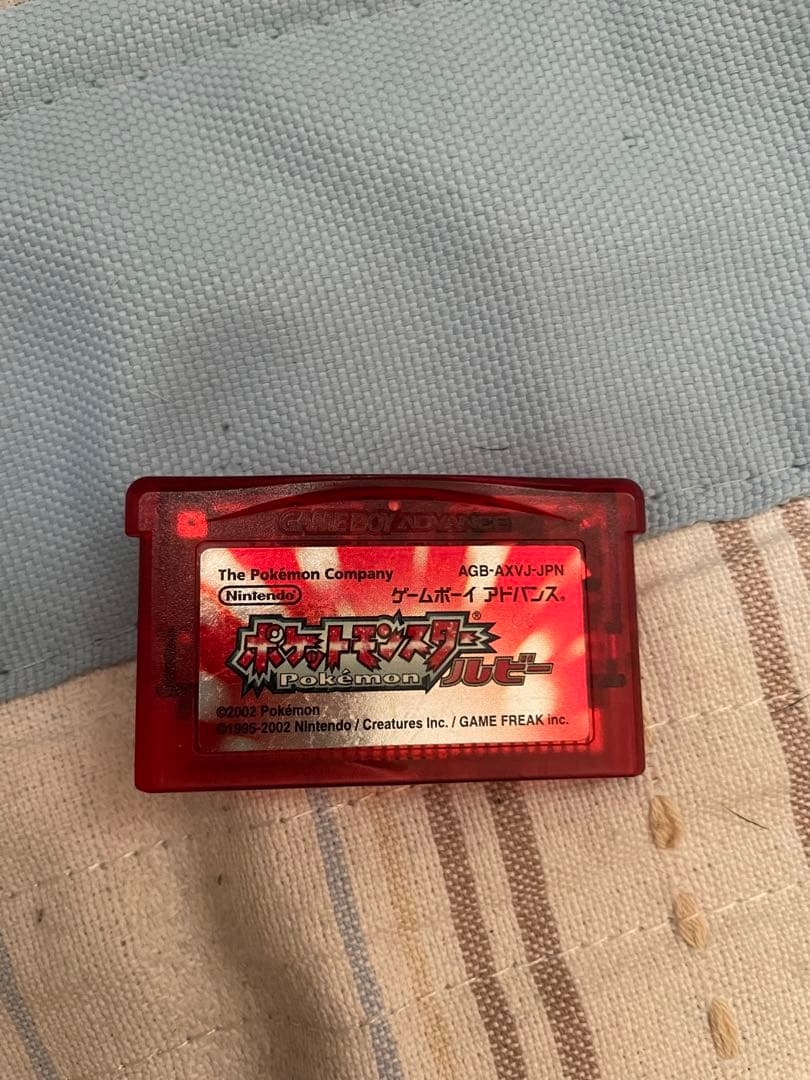 GAME BOY ADVANCE
The Pokémon Company AGB-AXVJ-JPN
Nintendo® ゲームボーイ アドバンス®
ポケットモンスター®
Pokémon ルビー
©2002 Pokémon
©1995-2002 Nintendo / Creatures Inc. / GAME FREAK inc.